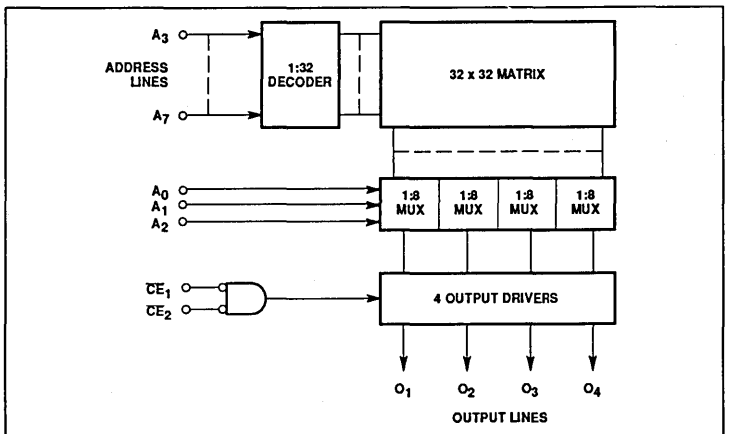 A3
ADDRESS
LINES
A7
1:32
DECODER
32 x 32 MATRIX
A0
A1
A2
1:8
MUX
1:8
MUX
1:8
MUX
1:8
MUX
CE1
CE2
4 OUTPUT DRIVERS
O1
O2
O3
O4
OUTPUT LINES